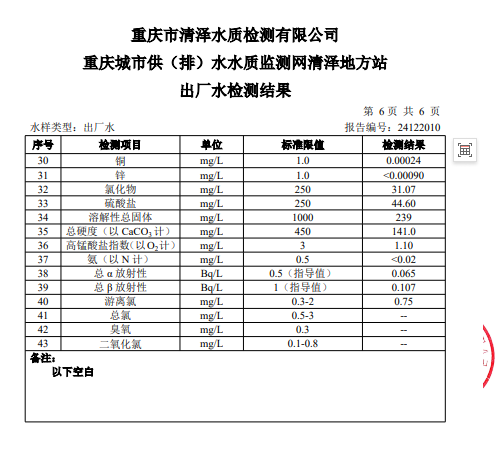 重庆市清泽水质检测有限公司
重庆城市供（排）水水质监测网清泽地方站
出厂水检测结果
第 6 页 共 6 页
水样类型：出厂水 报告编号：24122010
序号 检测项目 单位 标准限值 检测结果
30 铜 mg/L 1.0 0.00024
31 锌 mg/L 1.0 <0.00090
32 氯化物 mg/L 250 31.07
33 硫酸盐 mg/L 250 44.60
34 溶解性总固体 mg/L 1000 239
35 总硬度（以 CaCO3 计） mg/L 450 141.0
36 高锰酸盐指数（以O2计） mg/L 3 1.10
37 氨（以 N 计） mg/L 0.5 <0.02
38 总 α 放射性 Bq/L 0.5（指导值） 0.065
39 总 β 放射性 Bq/L 1（指导值） 0.107
40 游离氯 mg/L 0.3-2 0.75
41 总氯 mg/L 0.5-3 --
42 臭氧 mg/L 0.3 --
43 二氧化氯 mg/L 0.1-0.8 --
备注：
以下空白